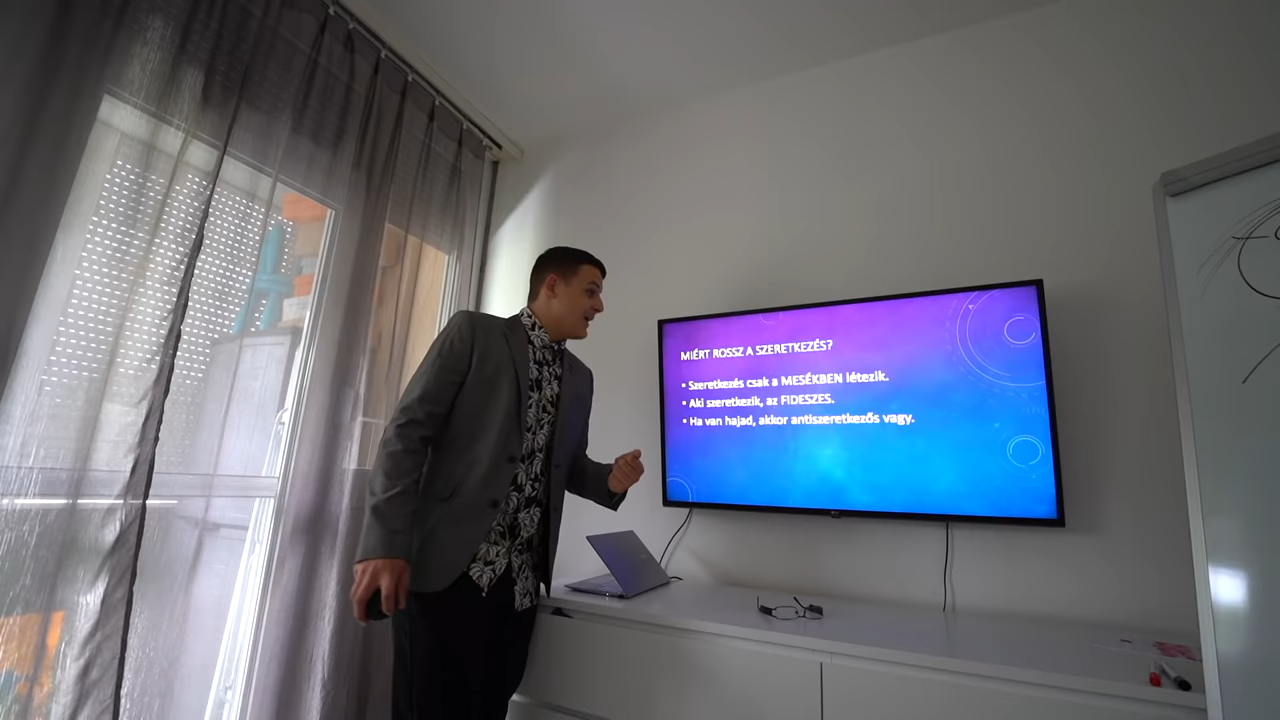 MIÉRT ROSSZ A SZERETKEZÉS?
• Szeretkezés csak a MESÉKBEN létezik.
• Aki szeretkezik, az FIDESZES.
• Ha van hajad, akkor antiszeretkezős vagy.